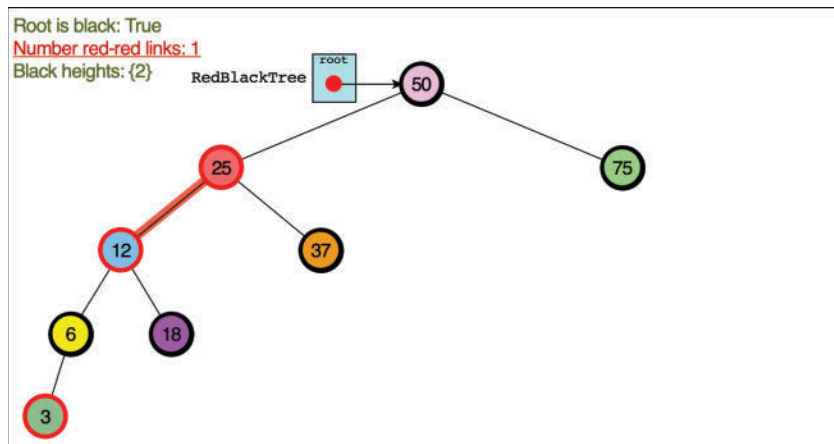 Root is black: True
Number red-red links: 1
Black heights: {2}
root
RedBlackTree
50
25
75
12
37
6
18
3